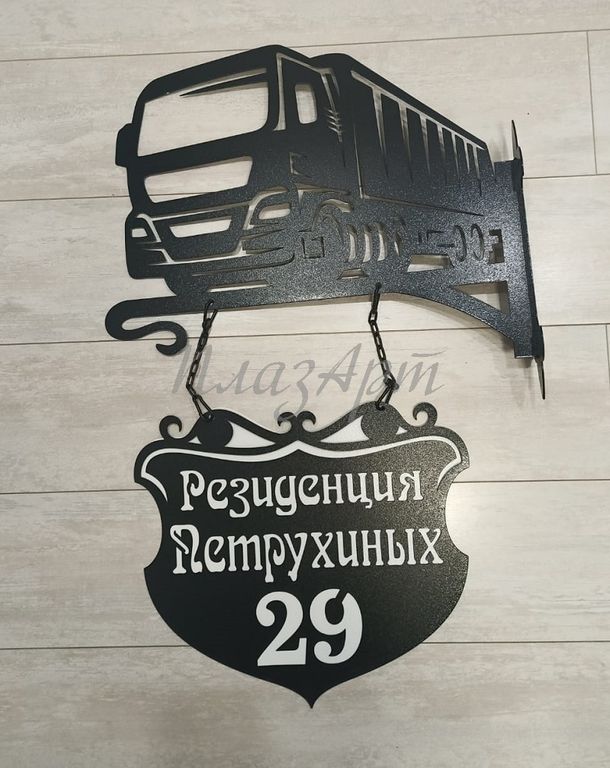 ПлазАрт
Резиденция
Петрухиных
29